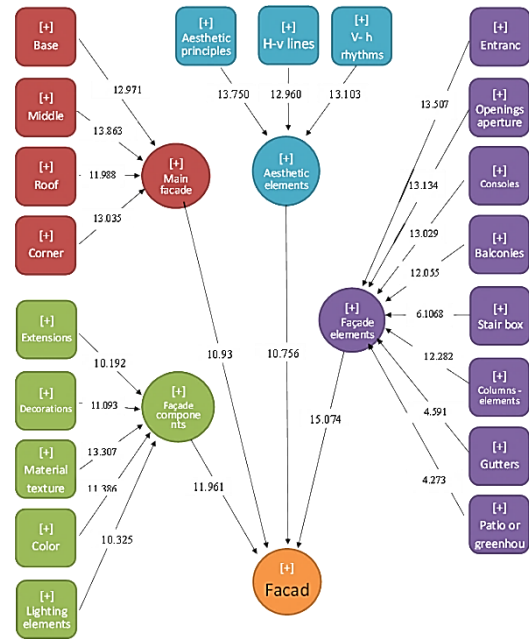 [+]
Base
[+]
Middle
[+]
Roof
[+]
Corner
12.971
13.863
11.988
13.035
[+]
Main
facade
[+]
Aesthetic
principles
[+]
H-v lines
[+]
V- h
rhythms
13.750
12.960
13.103
[+]
Aesthetic
elements
[+]
Entranc
[+]
Openings
aperture
[+]
Consoles
[+]
Balconies
[+]
Stair box
[+]
Columns -
elements
[+]
Gutters
[+]
Patio or
greenhou
13.507
13.134
13.029
12.055
6.1068
12.282
4.591
4.273
[+]
Façade
elements
[+]
Extensions
[+]
Decorations
[+]
Material
texture
[+]
Color
[+]
Lighting
elements
10.192
11.093
13.307
11.386
10.325
[+]
Façade
compone
nts
10.93
10.756
15.074
11.961
[+]
Facad